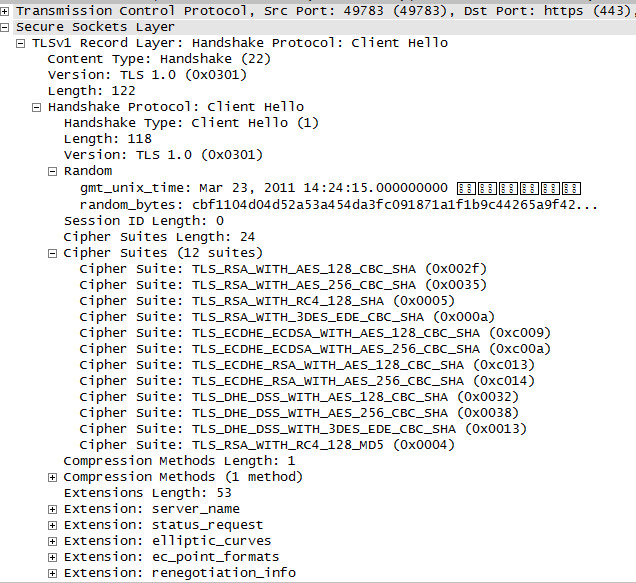 Transmission Control Protocol, Src Port: 49783 (49783), Dst Port: https (443),
Secure Sockets Layer
TLSv1 Record Layer: Handshake Protocol: Client Hello
Content Type: Handshake (22)
Version: TLS 1.0 (0x0301)
Length: 122
Handshake Protocol: Client Hello
Handshake Type: Client Hello (1)
Length: 118
Version: TLS 1.0 (0x0301)
Random
gmt_unix_time: Mar 23, 2011 14:24:15.000000000
random_bytes: cbf1104d04d52a53a454da3fc091871a1f1b9c44265a9f42...
Session ID Length: 0
Cipher Suites Length: 24
Cipher Suites (12 suites)
Cipher Suite: TLS_RSA_WITH_AES_128_CBC_SHA (0x002f)
Cipher Suite: TLS_RSA_WITH_AES_256_CBC_SHA (0x0035)
Cipher Suite: TLS_RSA_WITH_RC4_128_SHA (0x0005)
Cipher Suite: TLS_RSA_WITH_3DES_EDE_CBC_SHA (0x000a)
Cipher Suite: TLS_ECDHE_ECDSA_WITH_AES_128_CBC_SHA (0xc009)
Cipher Suite: TLS_ECDHE_ECDSA_WITH_AES_256_CBC_SHA (0xc00a)
Cipher Suite: TLS_ECDHE_RSA_WITH_AES_128_CBC_SHA (0xc013)
Cipher Suite: TLS_ECDHE_RSA_WITH_AES_256_CBC_SHA (0xc014)
Cipher Suite: TLS_DHE_DSS_WITH_AES_128_CBC_SHA (0x0032)
Cipher Suite: TLS_DHE_DSS_WITH_AES_256_CBC_SHA (0x0038)
Cipher Suite: TLS_DHE_DSS_WITH_3DES_EDE_CBC_SHA (0x0013)
Cipher Suite: TLS_RSA_WITH_RC4_128_MD5 (0x0004)
Compression Methods Length: 1
Compression Methods (1 method)
Extensions Length: 53
Extension: server_name
Extension: status_request
Extension: elliptic_curves
Extension: ec_point_formats
Extension: renegotiation_info